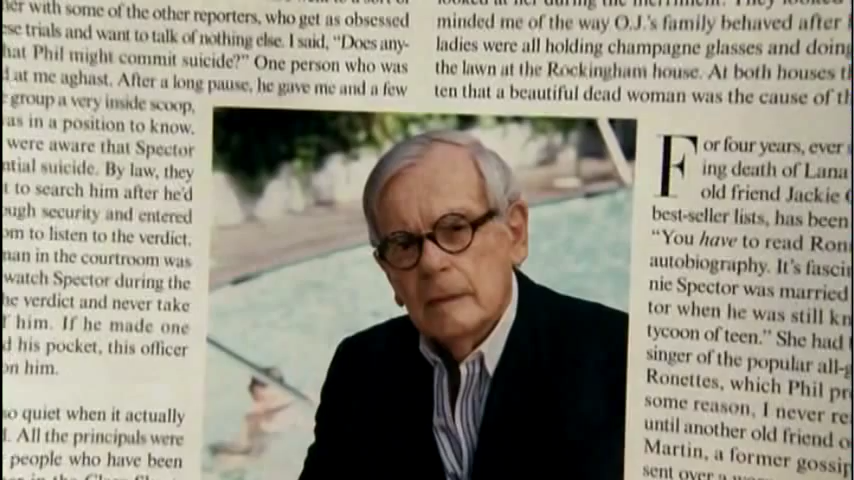 with some of the other reporters, who get as obsessed
trials and want to talk of nothing else. I said, "Does any-
hat Phil might commit suicide?" One person who was
at me aghast. After a long pause, he gave me and a few
group a very inside scoop,
as in a position to know,
were aware that Spector
ntial suicide. By law, they
t to search him after he'd
ugh security and entered
om to listen to the verdict.
man in the courtroom was
watch Spector during the
he verdict and never take
f him. If he made one
d his pocket, this officer
on him.
so quiet when it actually
All the principals were
people who have been
minded me of the way O.J.'s family behaved after
ladies were all holding champagne glasses and doing
the lawn at the Rockingham house. At both houses th
ten that a beautiful dead woman was the cause of th
For four years, ever
ing death of Lana
old friend Jackie
best-seller lists, has been
"You have to read Ron
autobiography. It's fascin
nie Spector was married
tor when he was still kn
tycoon of teen." She had
singer of the popular all-g
Ronettes, which Phil pr
some reason, I never re
until another old friend o
Martin, a former gossip
sent over a